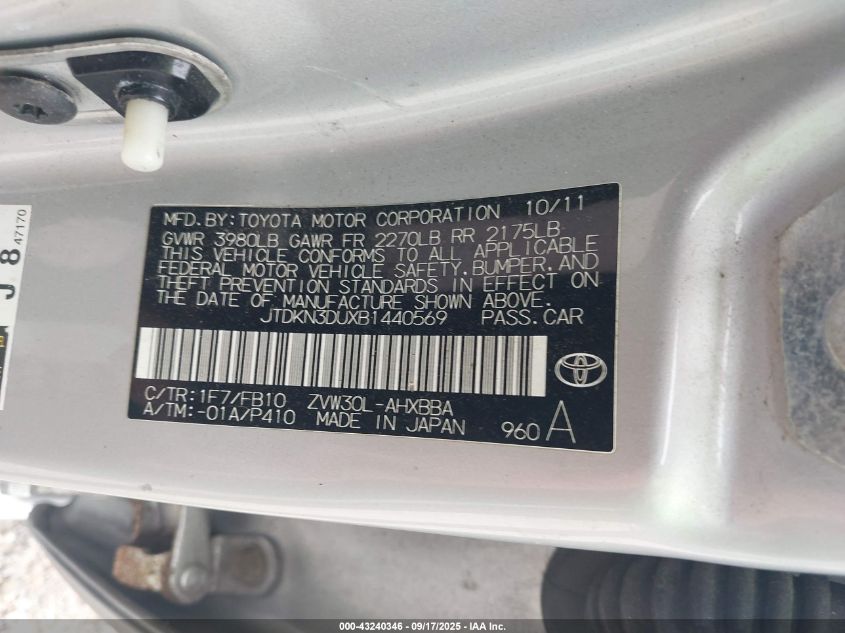 MFD. BY: TOYOTA MOTOR CORPORATION 10/11
GVWR 3980LB GAWR FR 2270LB RR 2175LB
THIS VEHICLE CONFORMS TO ALL APPLICABLE
FEDERAL MOTOR VEHICLE SAFETY, BUMPER, AND
THEFT PREVENTION STANDARDS IN EFFECT ON
THE DATE OF MANUFACTURE SHOWN ABOVE.
JTDKN3DUXB1440569 PASS. CAR
C/TR: 1F7/FB10 ZVW30L-AHXBBA
A/TM: -01A/P410 MADE IN JAPAN 960 A
J 8 47170
000-43240346 - 09/17/2025 - IAA Inc.